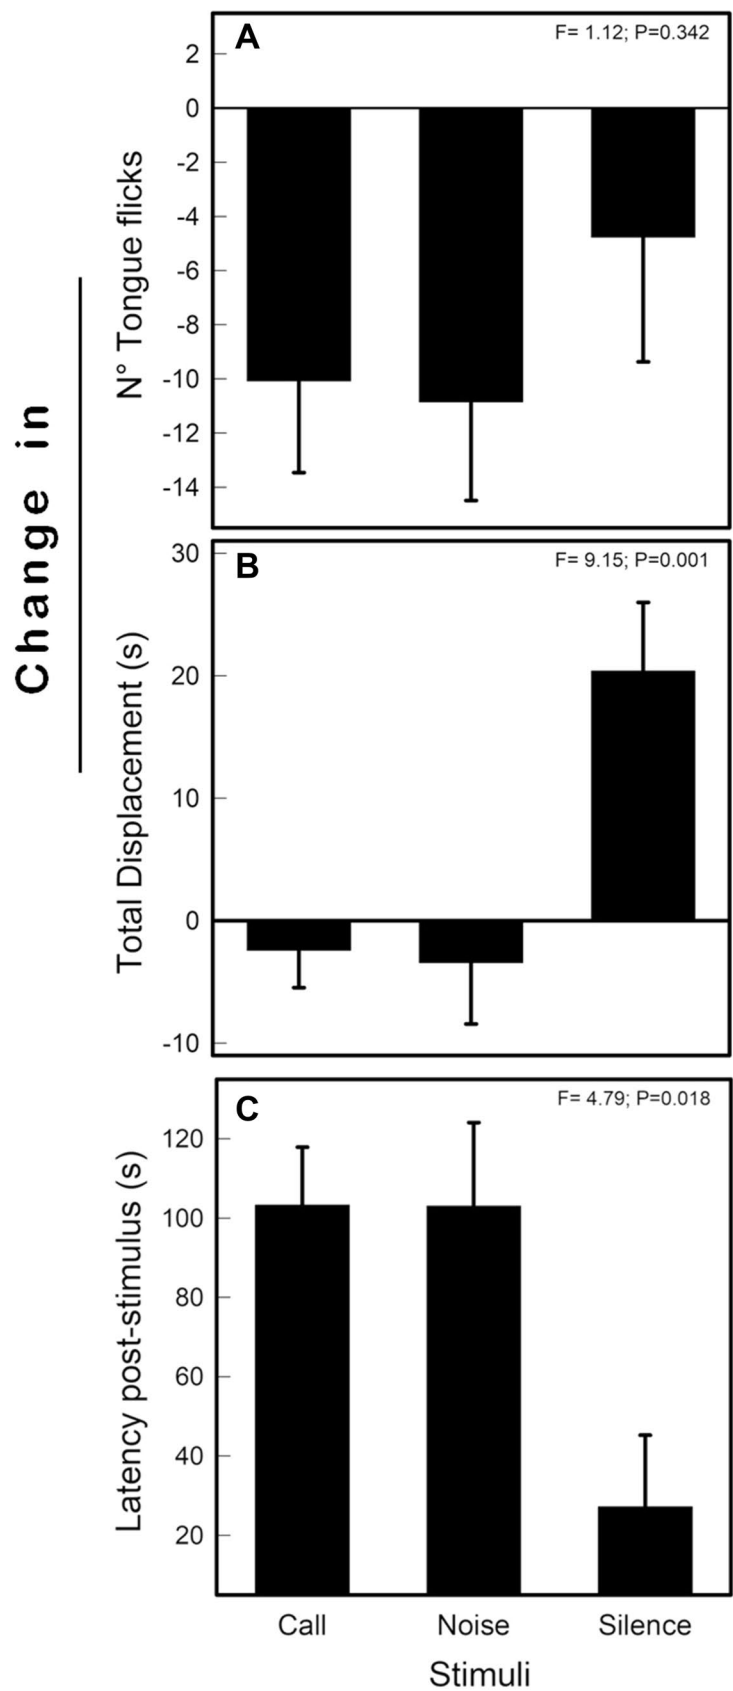 A
F= 1.12; P=0.342
2
0
-2
-4
-6
-8
-10
-12
-14
N° Tongue flicks
Change in
B
F= 9.15; P=0.001
30
20
10
0
-10
Total Displacement (s)
C
F= 4.79; P=0.018
120
100
80
60
40
20
Latency post-stimulus (s)
Call Noise Silence
Stimuli